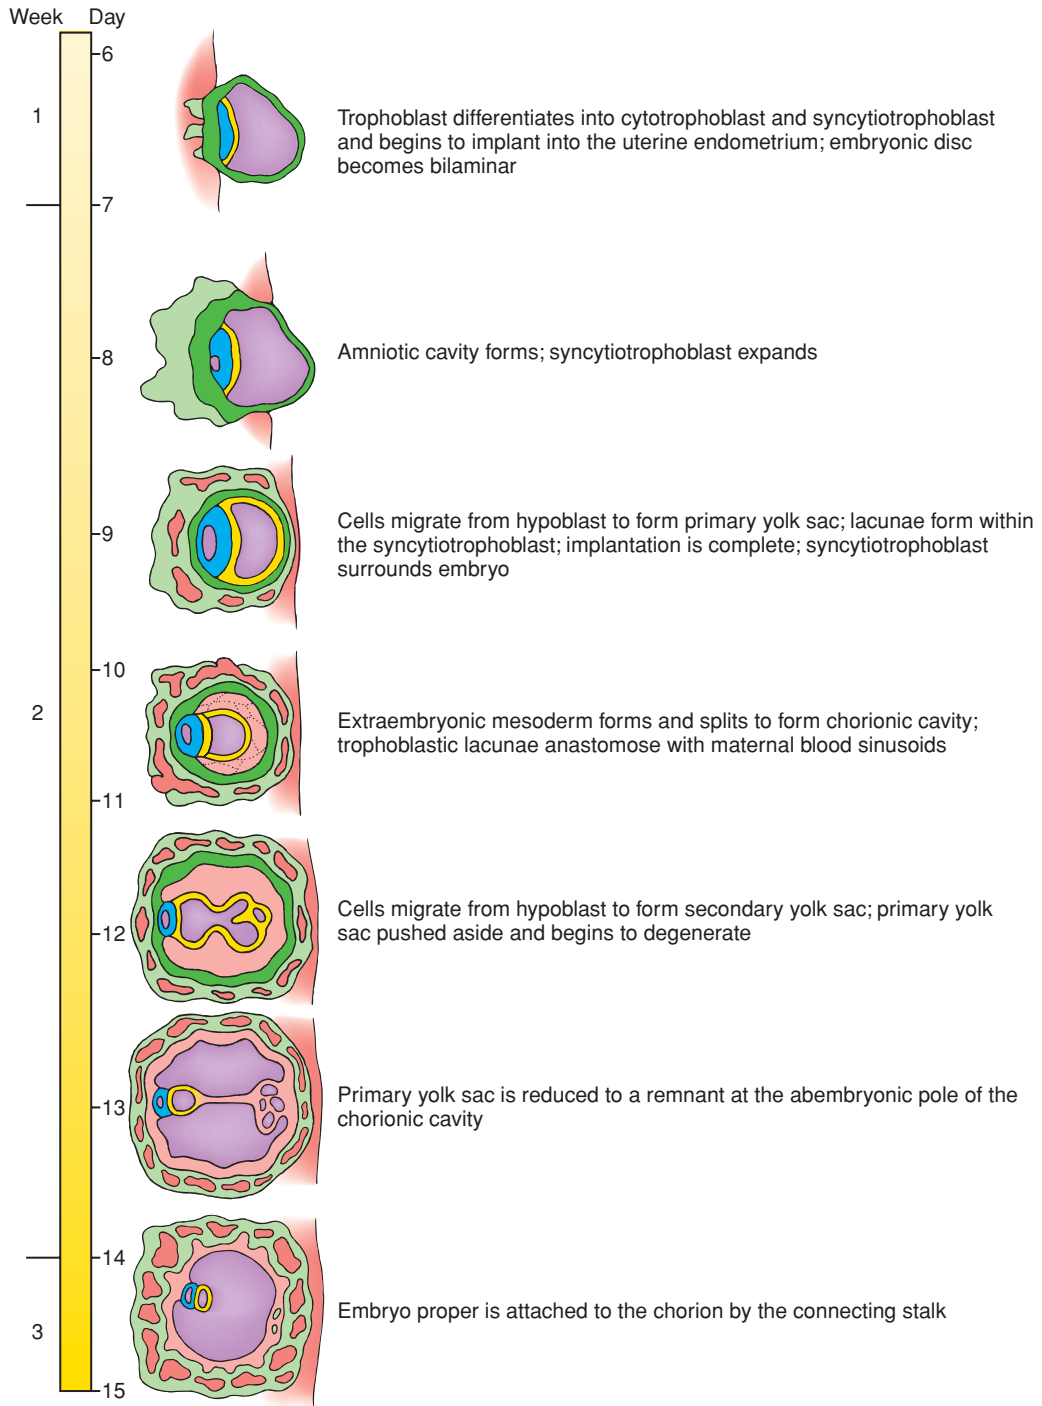 Week Day
6
1
Trophoblast differentiates into cytotrophoblast and syncytiotrophoblast
and begins to implant into the uterine endometrium; embryonic disc
becomes bilaminar
7
8
Amniotic cavity forms; syncytiotrophoblast expands
9
Cells migrate from hypoblast to form primary yolk sac; lacunae form within
the syncytiotrophoblast; implantation is complete; syncytiotrophoblast
surrounds embryo
10
2
Extraembryonic mesoderm forms and splits to form chorionic cavity;
trophoblastic lacunae anastomose with maternal blood sinusoids
11
12
Cells migrate from hypoblast to form secondary yolk sac; primary yolk
sac pushed aside and begins to degenerate
13
Primary yolk sac is reduced to a remnant at the abembryonic pole of the
chorionic cavity
14
Embryo proper is attached to the chorion by the connecting stalk
3
15